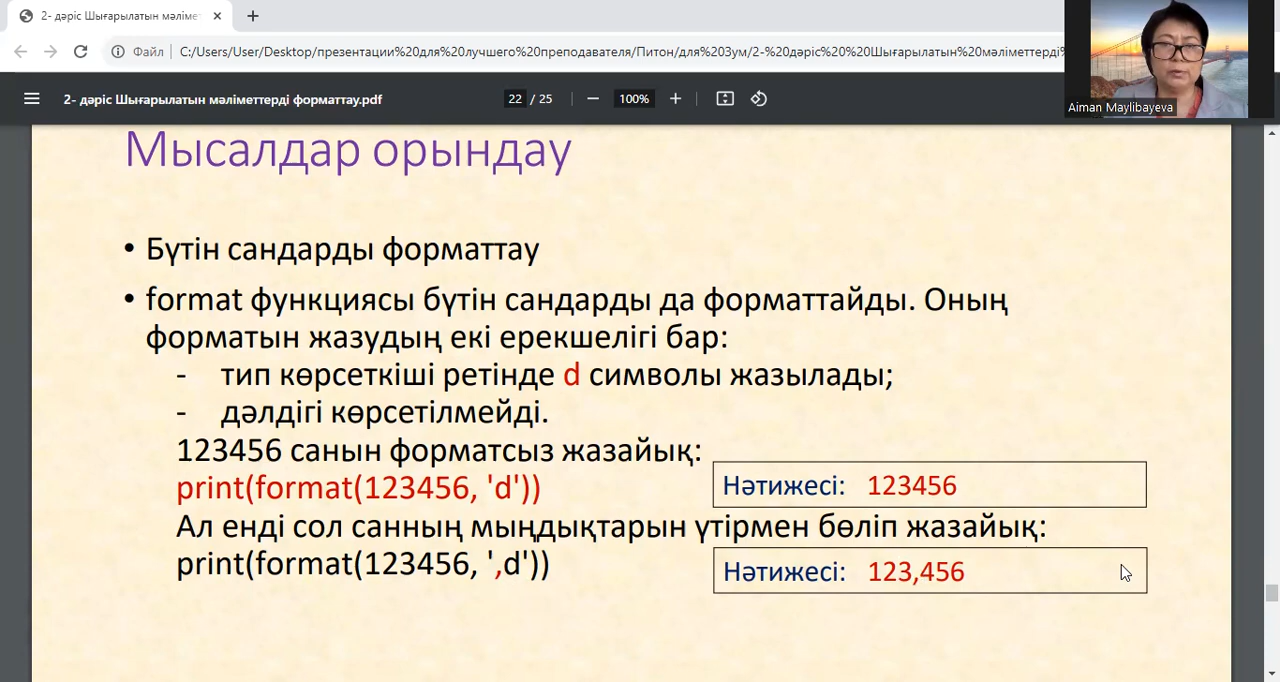 2- дәріс Шығарылатын мәліме
Файл
C:/Users/User/Desktop/презентации%20для%20лучшего%20преподавателя/Питон/для%20Зум/2-%20дәріс%20%20Шығарылатын%20мәліметтерді%
2- дәріс Шығарылатын мәліметтерді форматтау.pdf
22 / 25
100%
Aiman Maylibayeva
Мысалдар орындау
• Бүтін сандарды форматтау
• format функциясы бүтін сандарды да форматтайды. Оның
форматын жазудың екі ерекшелігі бар:
- тип көрсеткіші ретінде d символы жазылады;
- дәлдігі көрсетілмейді.
123456 санын форматсыз жазайық:
print(format(123456, 'd'))
Нәтижесі: 123456
Ал енді сол санның мыңдықтарын үтірмен бөліп жазайық:
print(format(123456, ',d'))
Нәтижесі: 123,456